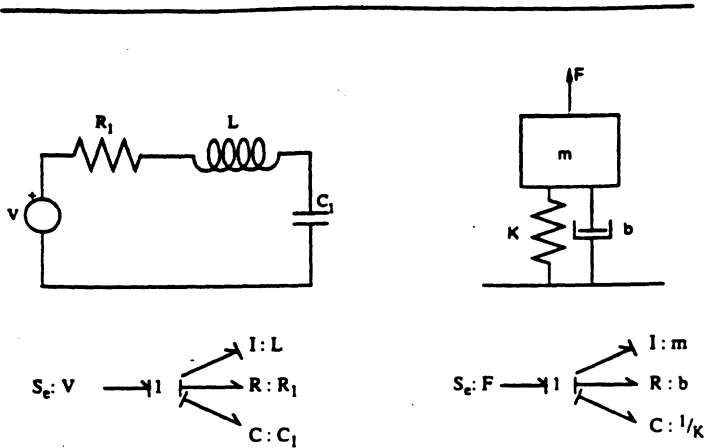 R₁
L
+
V
C₁
F
m
K
b
Sₑ: V
1
I : L
R : R₁
C : C₁
Sₑ: F
1
I : m
R : b
C : 1/K